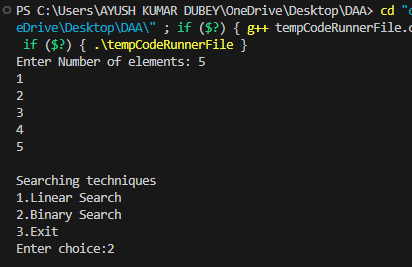 PS C:\Users\AYUSH KUMAR DUBEY\OneDrive\Desktop\DAA> cd "
eDrive\Desktop\DAA\" ; if ($?) { g++ tempCodeRunnerFile.
 if ($?) { .\tempCodeRunnerFile }
Enter Number of elements: 5
1
2
3
4
5

Searching techniques
1.Linear Search
2.Binary Search
3.Exit
Enter choice:2